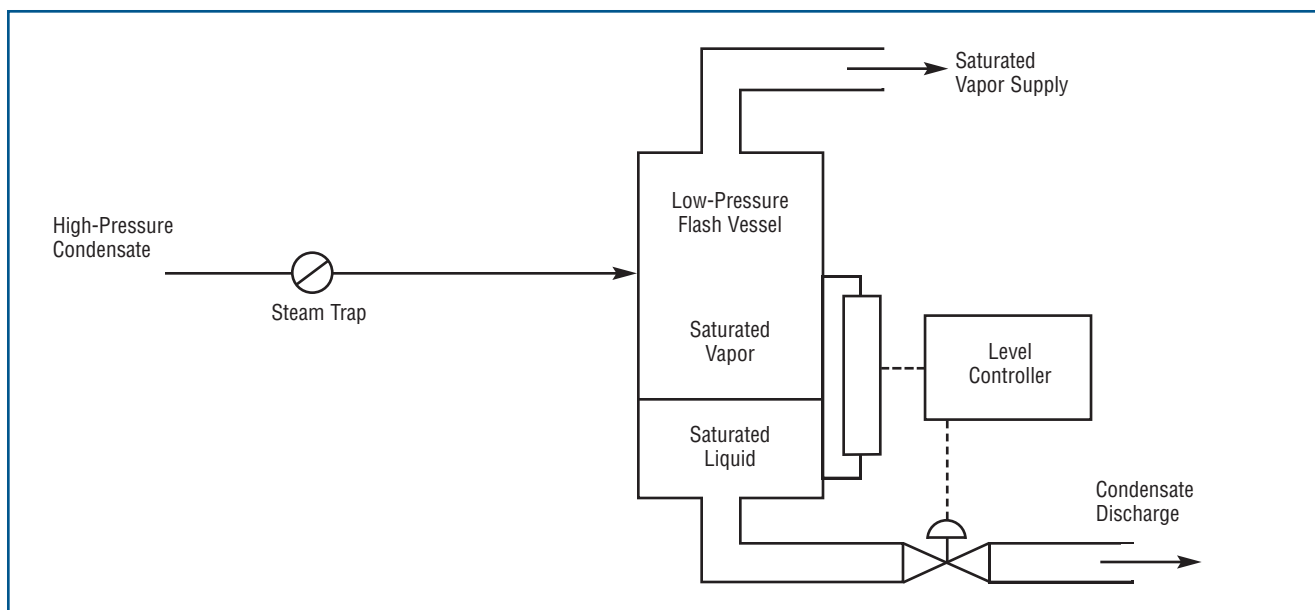 Saturated
Vapor Supply
Low-Pressure
Flash Vessel
High-Pressure
Condensate
Steam Trap
Saturated
Vapor
Level
Controller
Saturated
Liquid
Condensate
Discharge